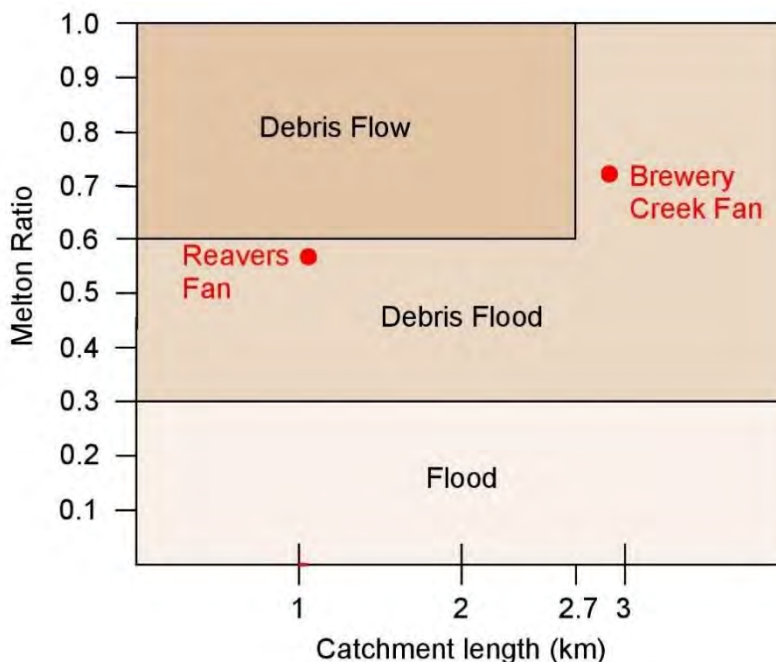 1.0
0.9
Debris Flow
0.8
0.7
Brewery
Creek Fan
0.6
Reavers
Fan
0.5
Debris Flood
0.4
0.3
0.2
Flood
0.1
Melton Ratio
1
2
2.7
3
Catchment length (km)